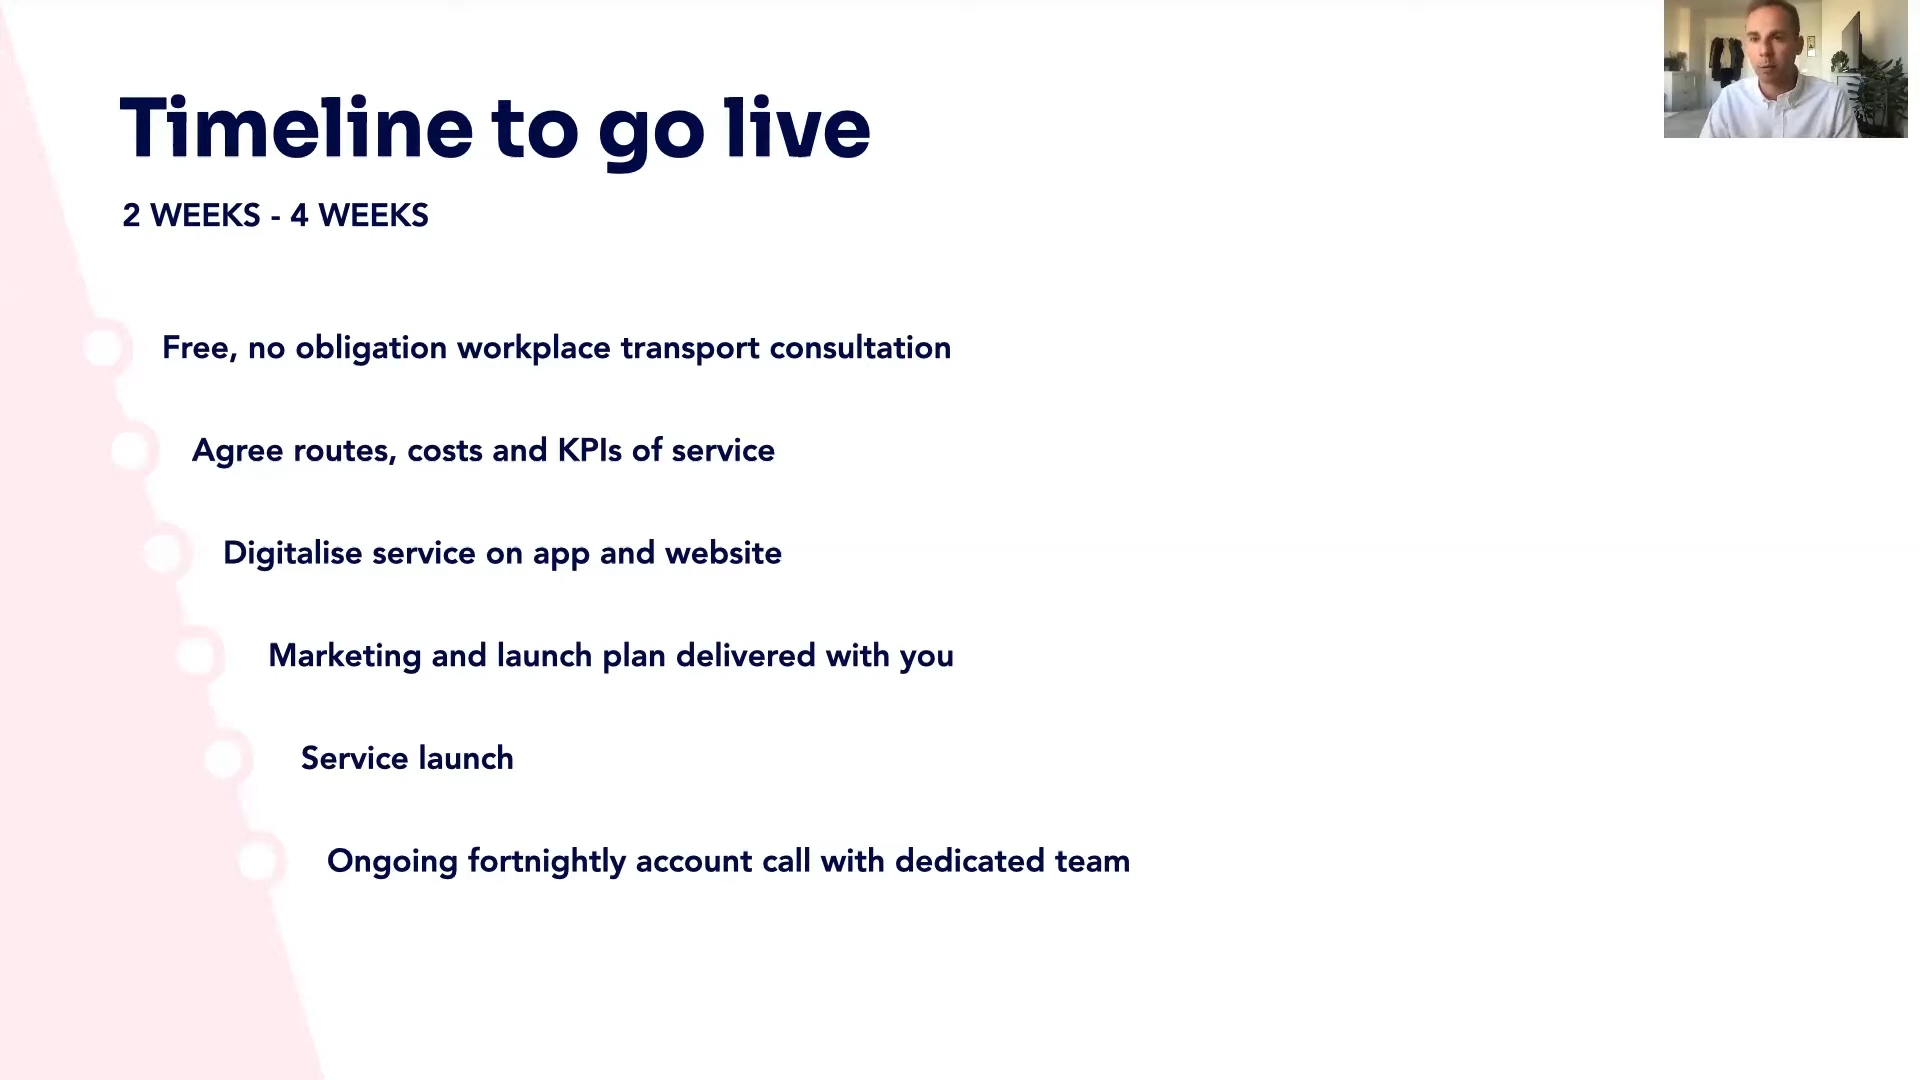 Timeline to go live
2 WEEKS - 4 WEEKS
Free, no obligation workplace transport consultation
Agree routes, costs and KPIs of service
Digitalise service on app and website
Marketing and launch plan delivered with you
Service launch
Ongoing fortnightly account call with dedicated team